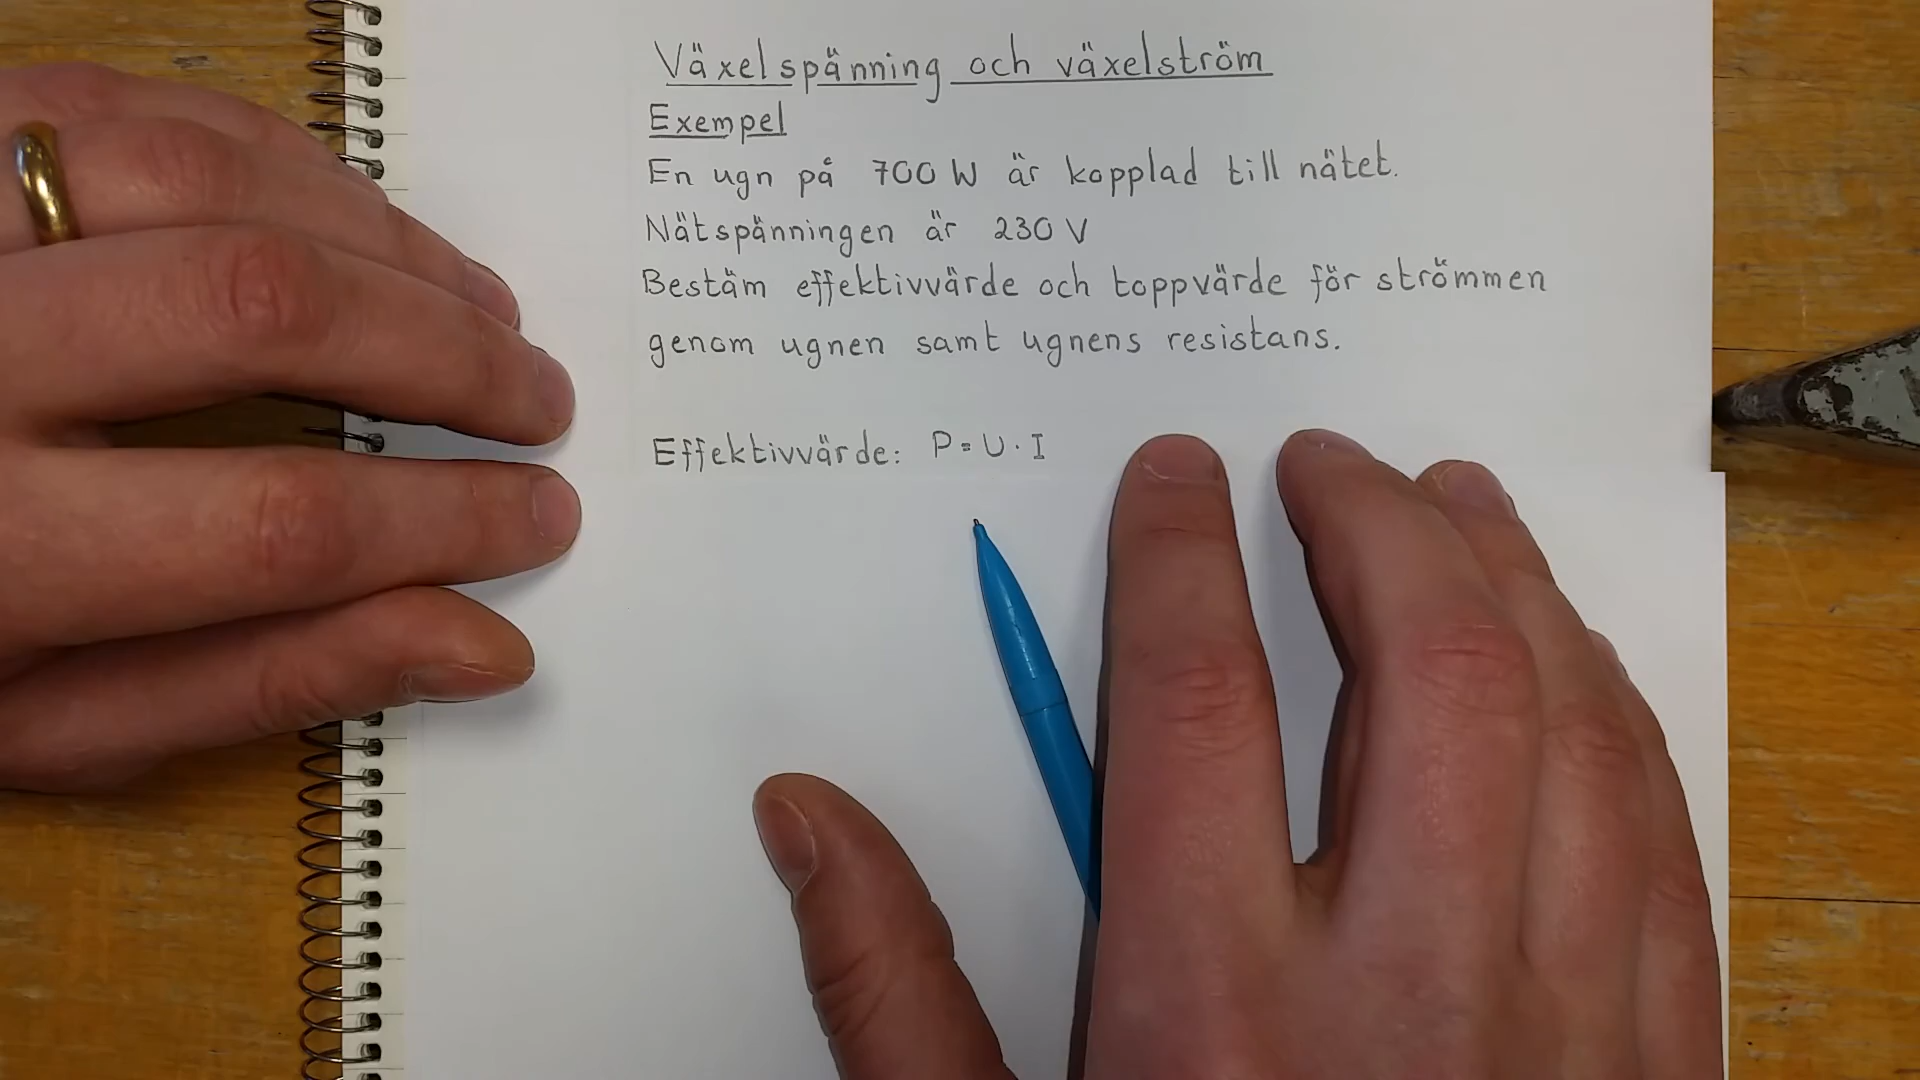 Växelspänning och växelström
Exempel
En ugn på 700 W är kopplad till nätet.
Nätspänningen är 230 V
Bestäm effektivvärde och toppvärde för strömmen
genom ugnen samt ugnens resistans.
Effektivvärde: P = U · I